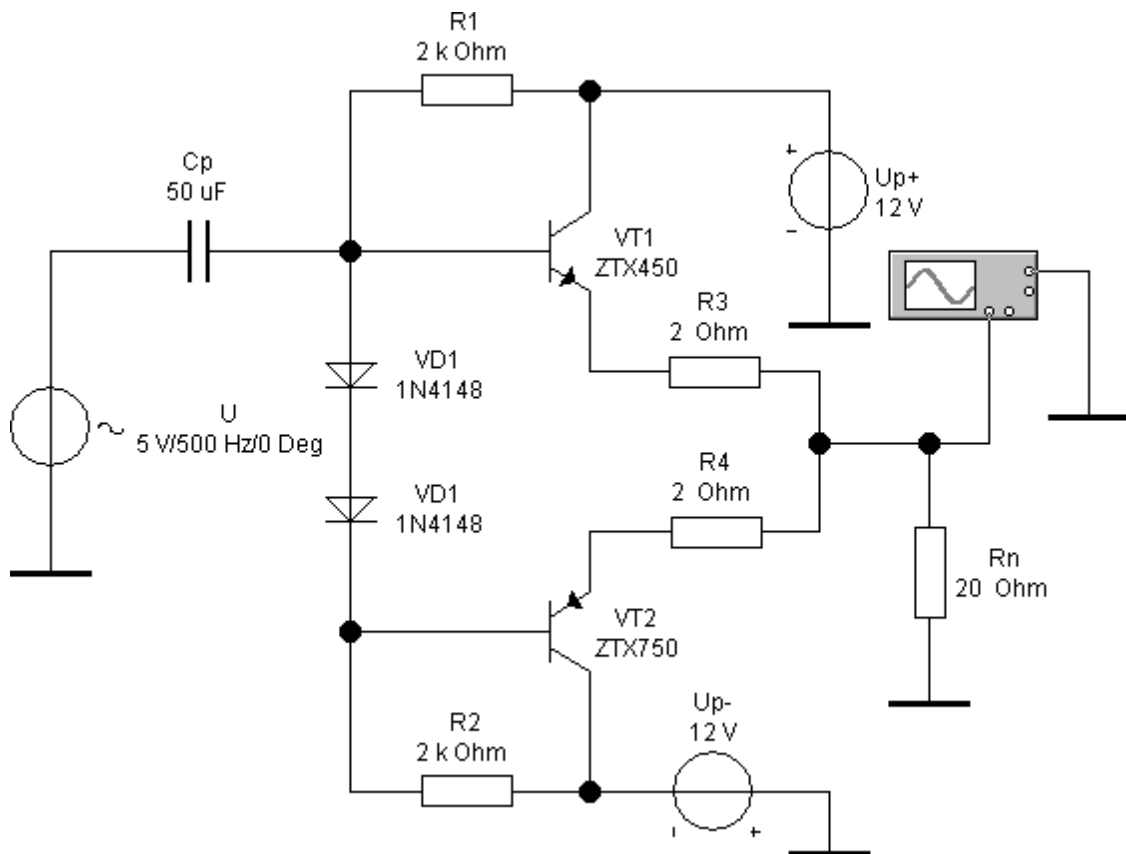 R1
2 k Ohm
Cp
50 uF
+
Up+
12 V
-
VT1
ZTX450
R3
2 Ohm
VD1
1N4148
U
5 V/500 Hz/0 Deg
R4
2 Ohm
VD1
1N4148
Rn
20 Ohm
VT2
ZTX750
Up-
12 V
R2
2 k Ohm
- +